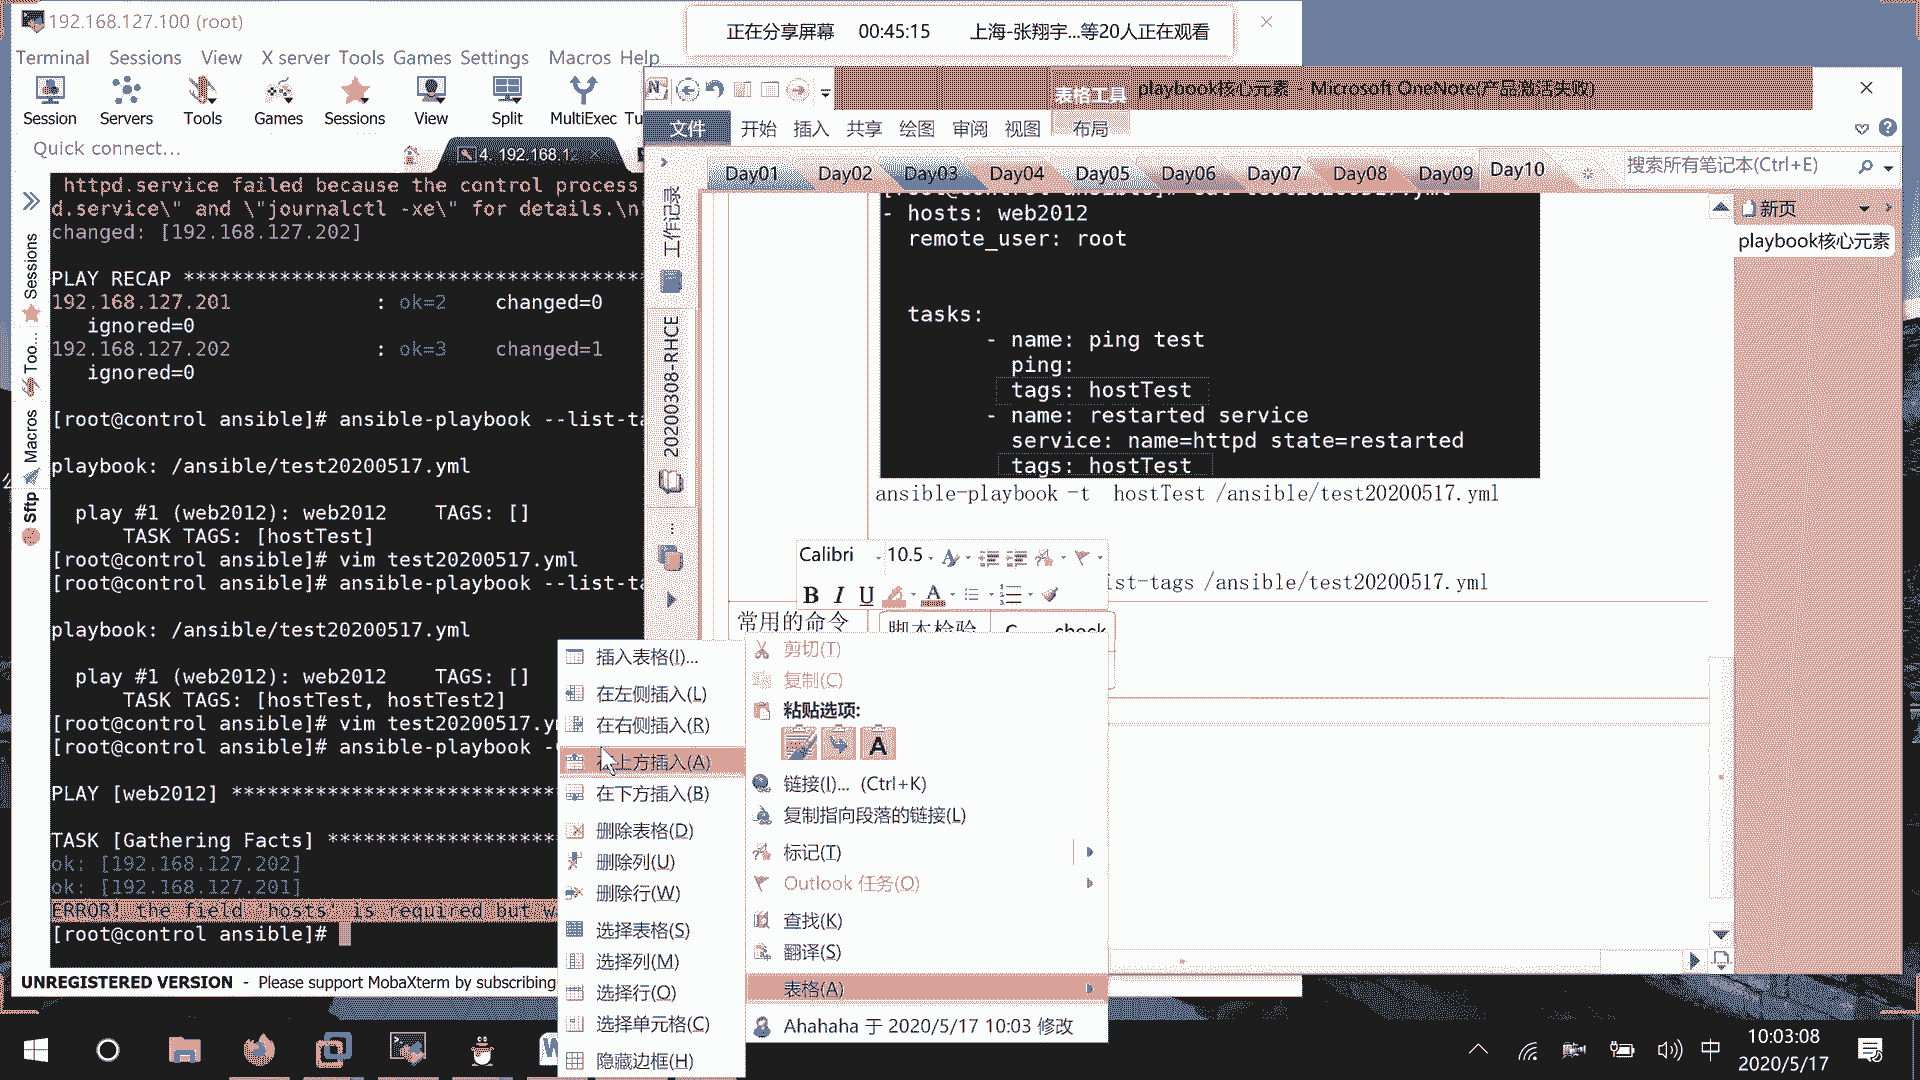 192.168.127.100 (root)
正在分享屏幕 00:45:15 上海-张翔宇...等20人正在观看
Terminal Sessions View X server Tools Games Settings Macros Help
Session Servers Tools Games Sessions View Split MultiExec Tu
Quick connect...
4. 192.168.12
httpd.service failed because the control process
d.service\" and \"journalctl -xe\" for details.\n
changed: [192.168.127.202]
PLAY RECAP **************************************
192.168.127.201 : ok=2 changed=0
ignored=0
192.168.127.202 : ok=3 changed=1
ignored=0
[root@control ansible]# ansible-playbook --list-ta
playbook: /ansible/test20200517.yml
play #1 (web2012): web2012 TAGS: []
TASK TAGS: [hostTest]
[root@control ansible]# vim test20200517.yml
[root@control ansible]# ansible-playbook --list-ta
playbook: /ansible/test20200517.yml
play #1 (web2012): web2012 TAGS: []
TASK TAGS: [hostTest, hostTest2]
[root@control ansible]# vim test20200517.ym
[root@control ansible]# ansible-playbook -
PLAY [web2012] ***************************
TASK [Gathering Facts] *******************
ok: [192.168.127.202]
ok: [192.168.127.201]
ERROR! the field 'hosts' is required but w
[root@control ansible]#
UNREGISTERED VERSION - Please support MobaXterm by subscribing
Sessions
Too...
Macros
Sftp
表格工具 playbook核心元素 - Microsoft OneNote(产品激活失败)
文件 开始 插入 共享 绘图 审阅 视图 布局
Day01 Day02 Day03 Day04 Day05 Day06 Day07 Day08 Day09 Day10
搜索所有笔记本(Ctrl+E)
新页
playbook核心元素
工作记录
20200308-RHCE
...
- hosts: web2012
remote_user: root
tasks:
- name: ping test
ping:
tags: hostTest
- name: restarted service
service: name=httpd state=restarted
tags: hostTest
ansible-playbook -t hostTest /ansible/test20200517.yml
ist-tags /ansible/test20200517.yml
Calibri 10.5
B I U A
常用的命令 脚本检验 check
插入表格(I)...
在左侧插入(L)
在右侧插入(R)
上方插入(A)
在下方插入(B)
删除表格(D)
删除列(U)
删除行(W)
选择表格(S)
选择列(M)
选择行(O)
选择单元格(C)
隐藏边框(H)
剪切(T)
复制(C)
粘贴选项:
A
链接(I)... (Ctrl+K)
复制指向段落的链接(L)
标记(T)
Outlook 任务(O)
查找(K)
翻译(S)
表格(A)
Ahahaha 于 2020/5/17 10:03 修改
中
10:03:08
2020/5/17